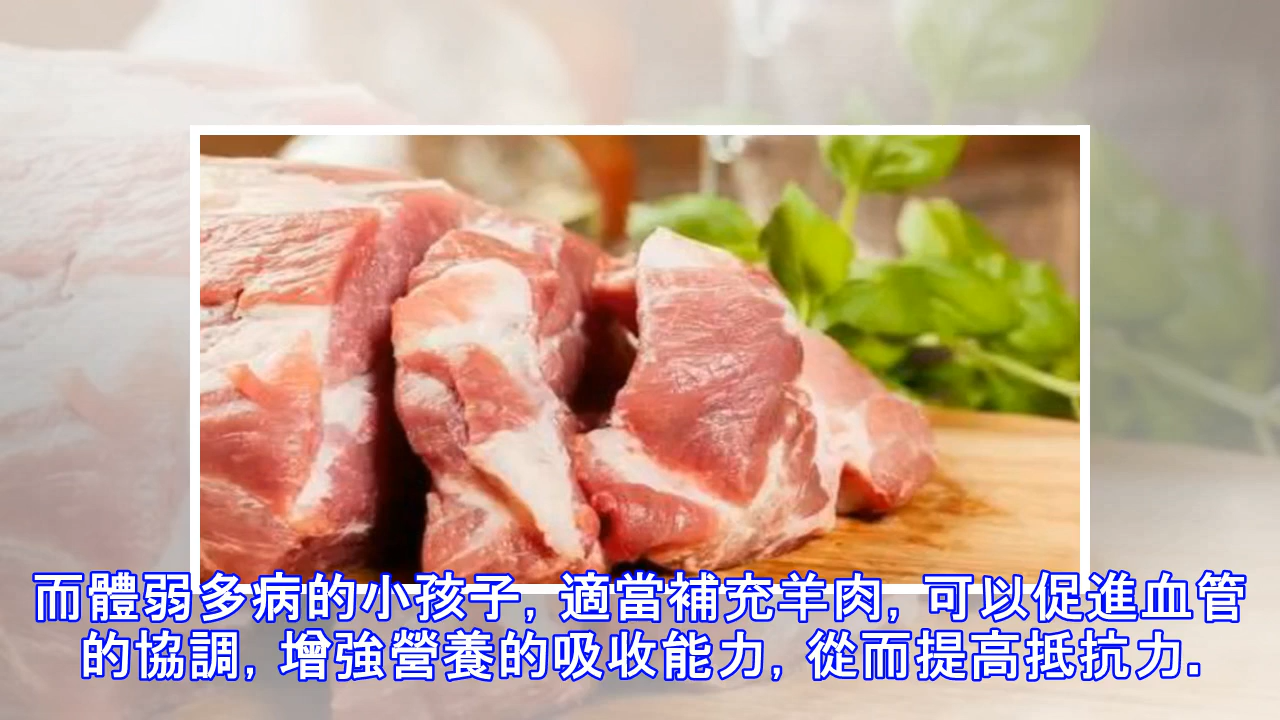 而體弱多病的小孩子, 適當補充羊肉, 可以促進血管
的協調, 增強營養的吸收能力, 從而提高抵抗力.